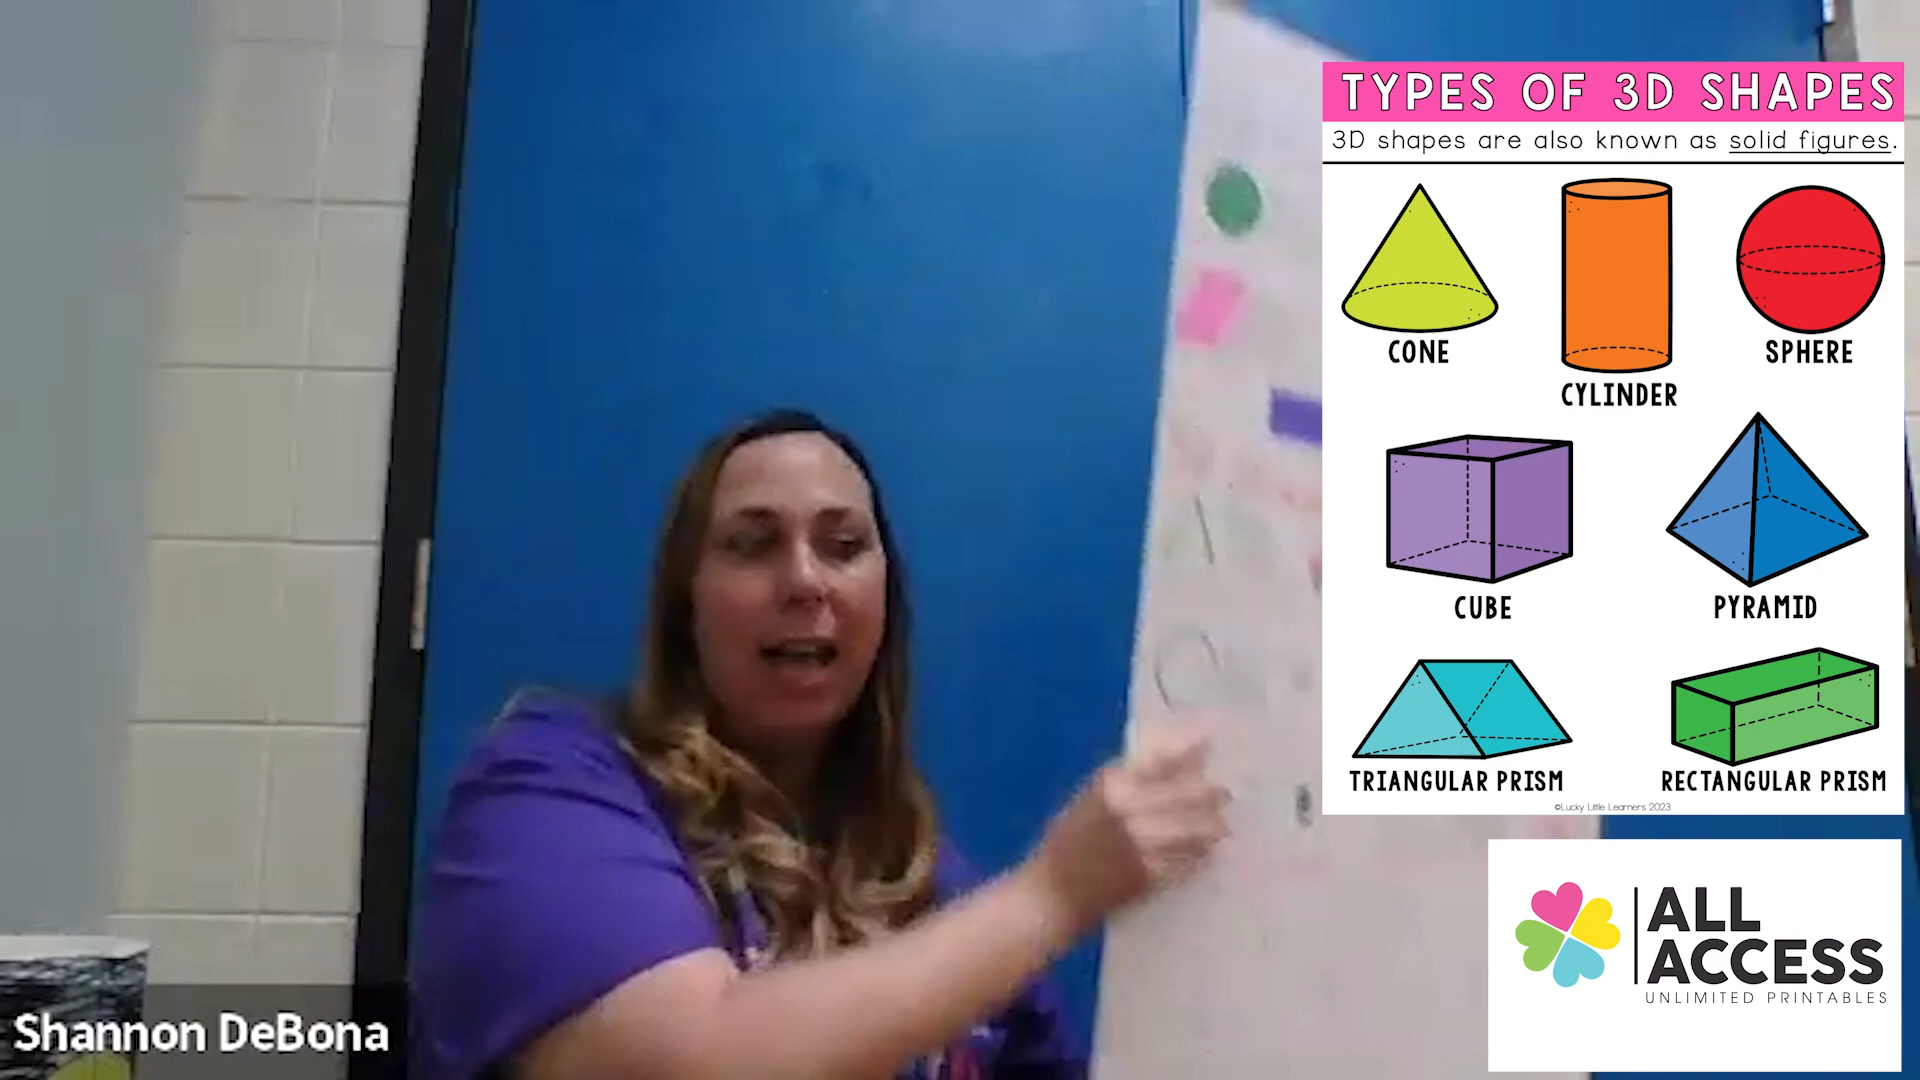 TYPES OF 3D SHAPES
3D shapes are also known as solid figures.
CONE
CYLINDER
SPHERE
CUBE
PYRAMID
TRIANGULAR PRISM
RECTANGULAR PRISM
©Lucky Little Learners 2023
ALL
ACCESS
UNLIMITED PRINTABLES
Shannon DeBona